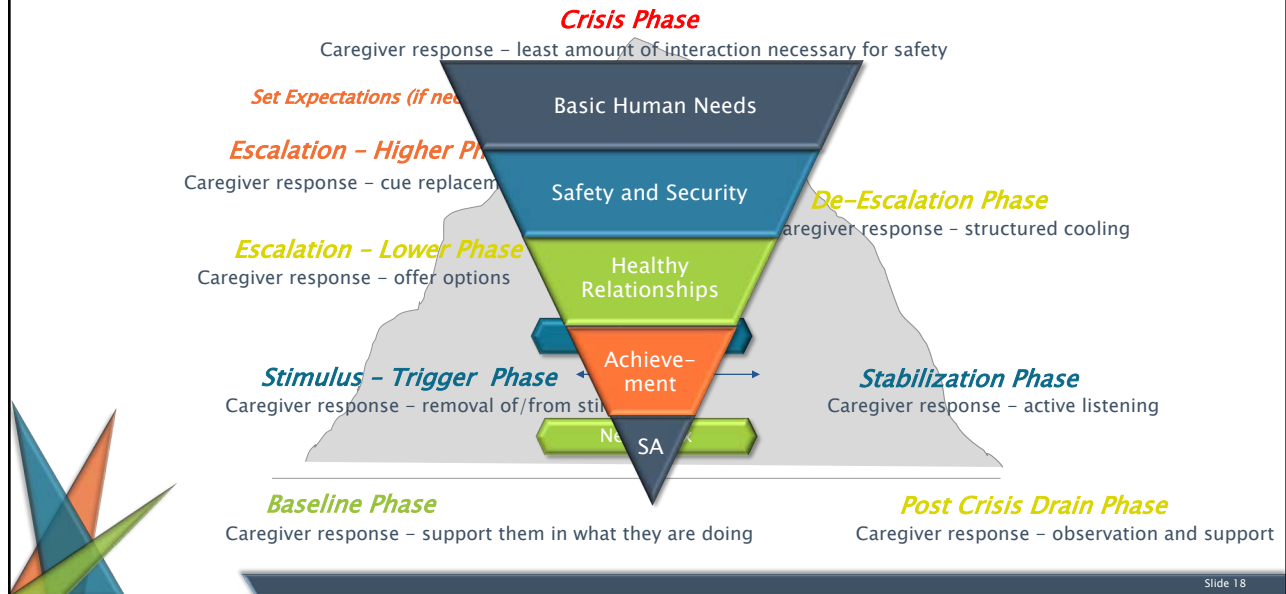 Crisis Phase
Caregiver response – least amount of interaction necessary for safety
Set Expectations (if
Basic Human Needs
Escalation – Higher
Caregiver response – cue
Safety and Security
De-Escalation Phase
response – structured cooling
Escalation – Lower Phase
Caregiver response – offer options
Healthy
Relationships
Achieve-
ment
Stimulus – Trigger Phase
Caregiver response – removal of/from
Stabilization Phase
Caregiver response – active listening
SA
Baseline Phase
Caregiver response – support them in what they are doing
Post Crisis Drain Phase
Caregiver response – observation and support
Slide 18